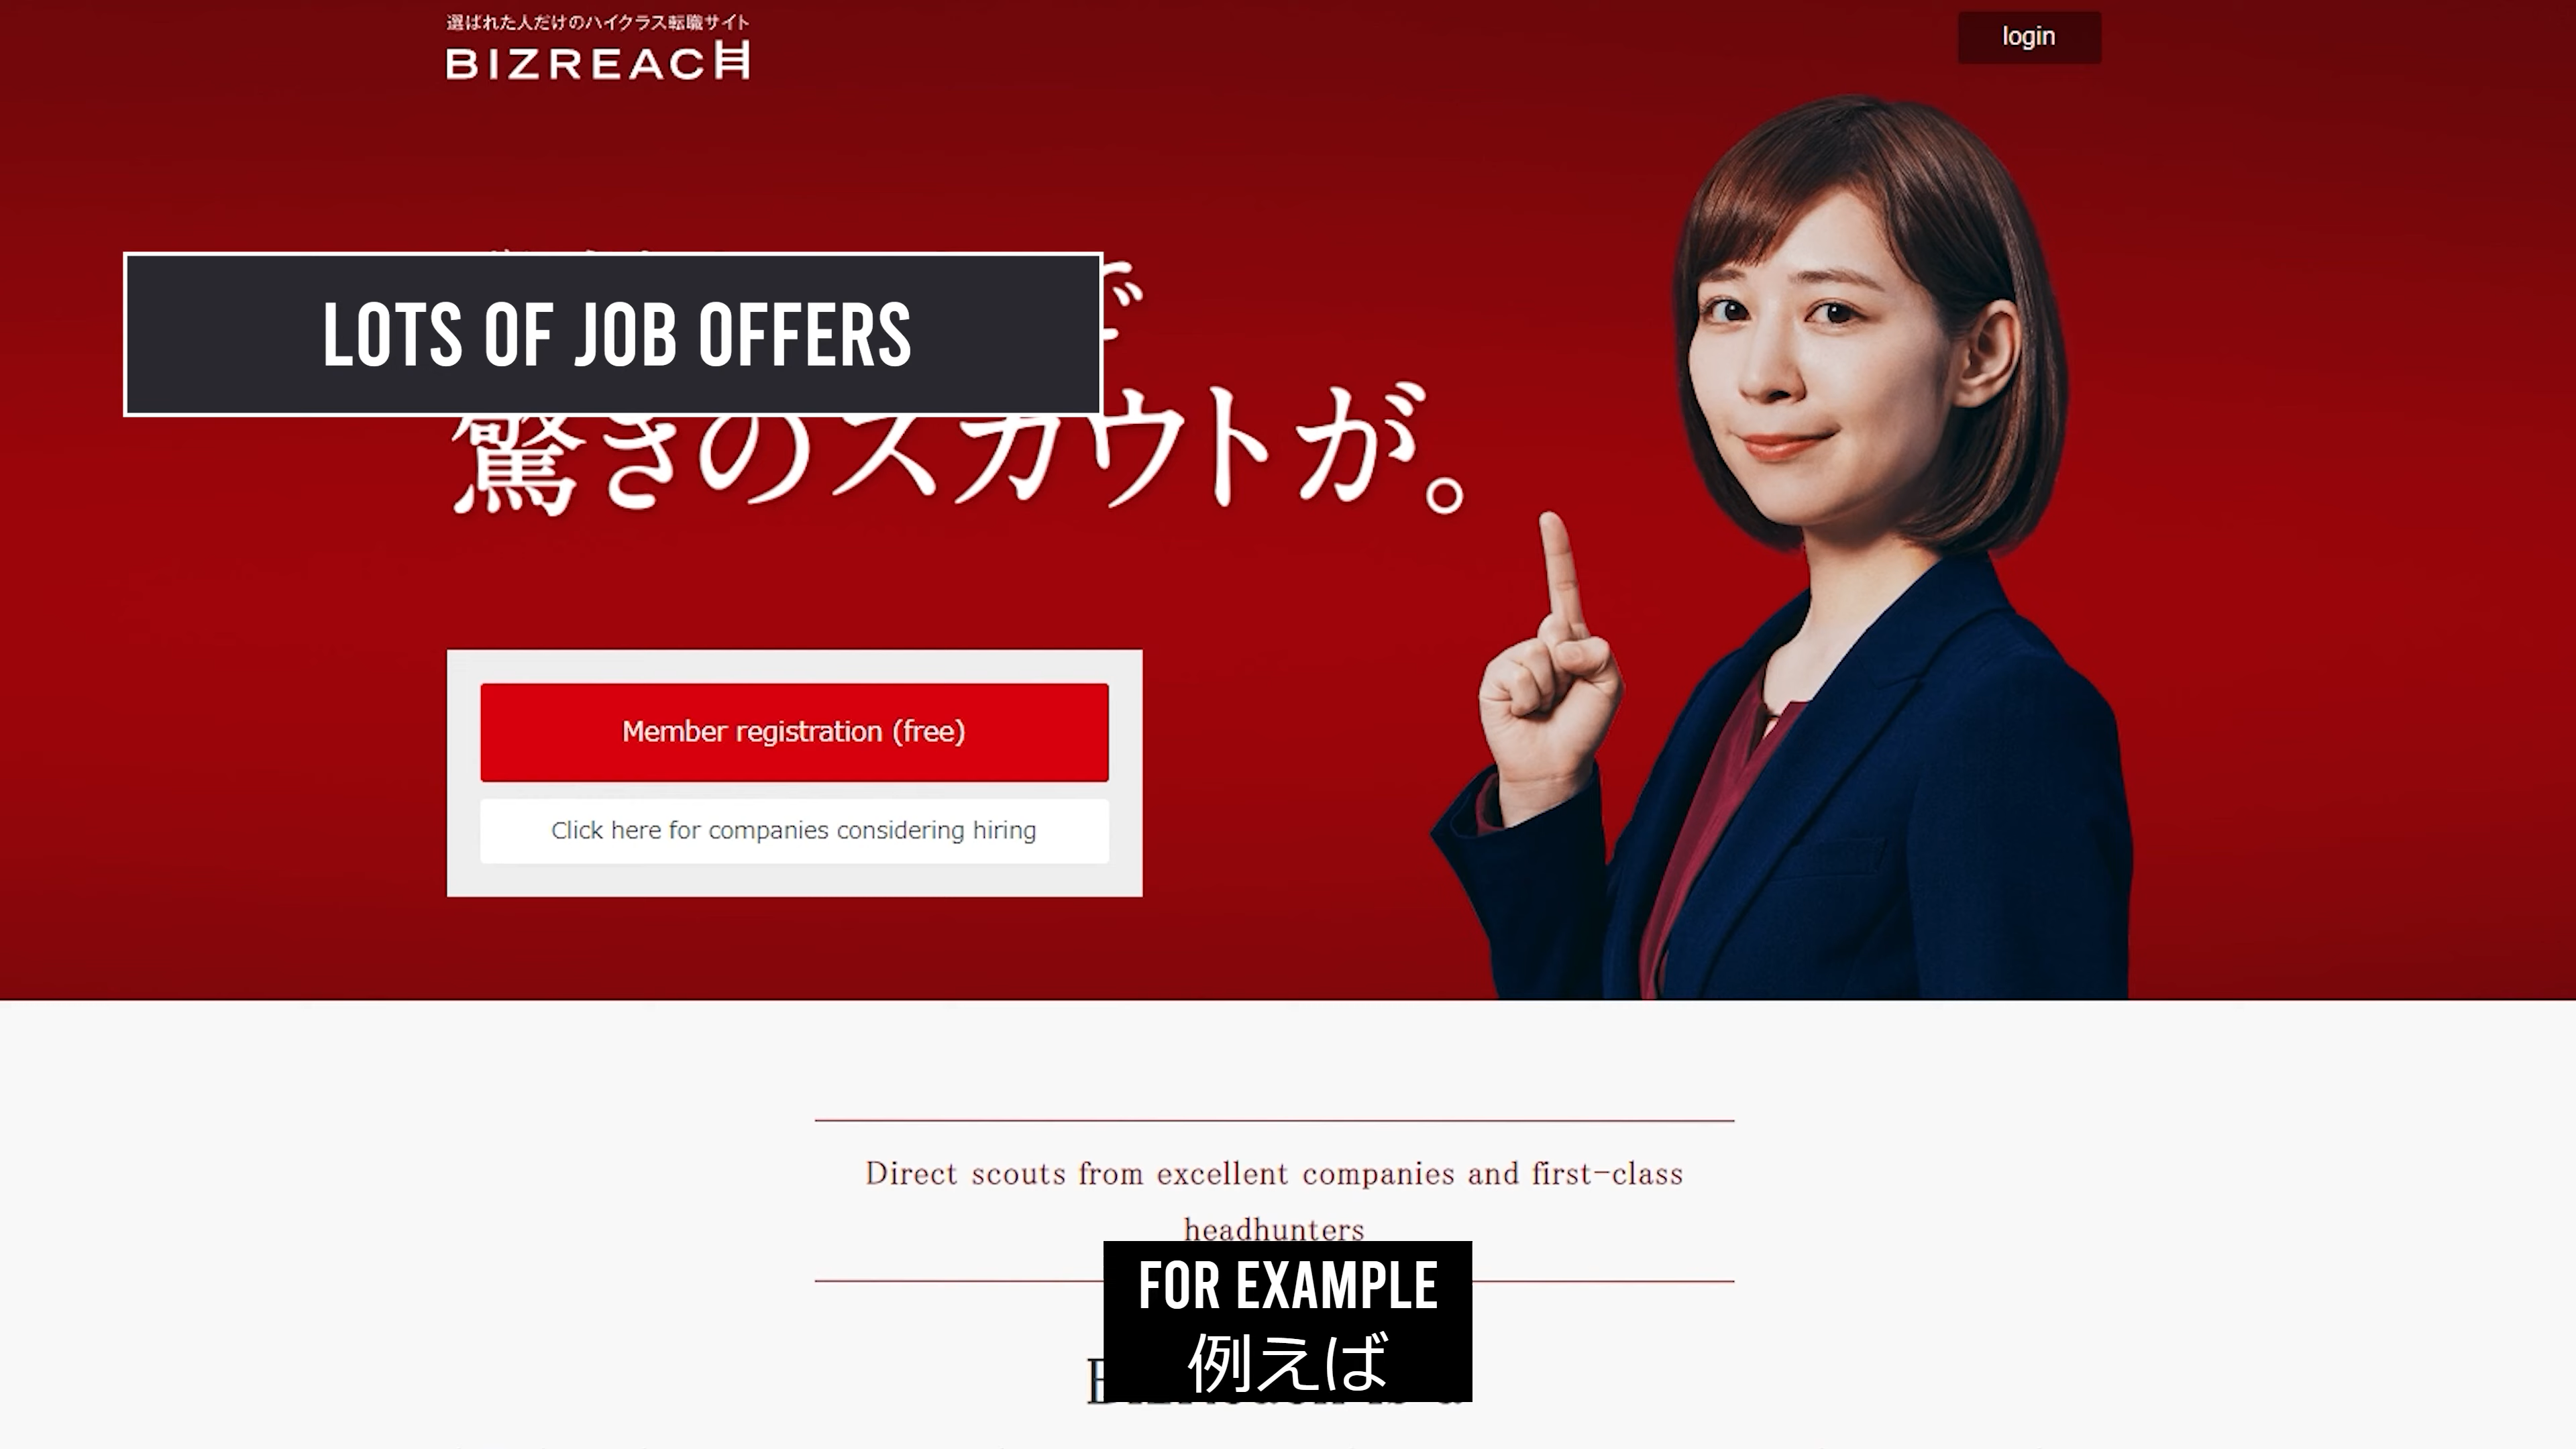 選ばれた人だけのハイクラス転職サイト
BIZREACH
login
LOTS OF JOB OFFERS
で
驚きのスカウトが。
Member registration (free)
Click here for companies considering hiring
Direct scouts from excellent companies and first-class
headhunters
FOR EXAMPLE
例えば